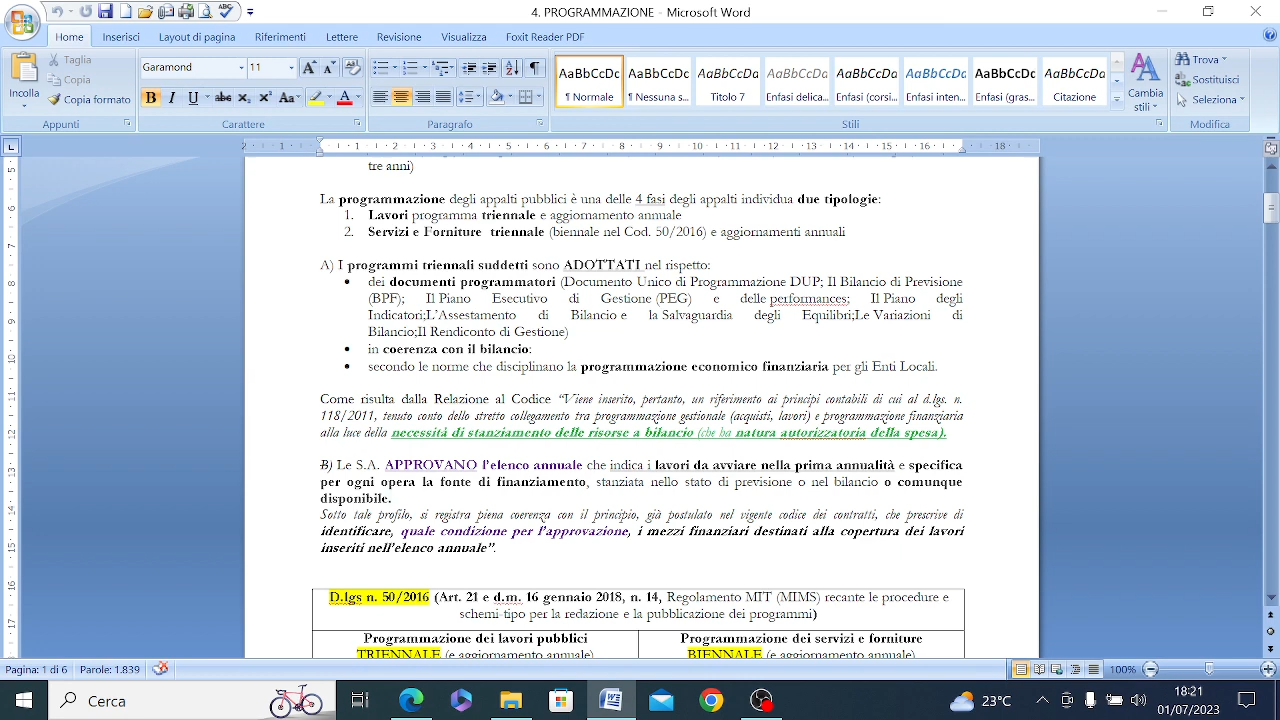 4. PROGRAMMAZIONE - Microsoft Word
Home Inserisci Layout di pagina Riferimenti Lettere Revisione Visualizza Foxit Reader PDF
Incolla
Taglia
Copia
Copia formato
Appunti
Garamond 11
Carattere
Paragrafo
AaBbCcDc AaBbCcDc AaBbCcDa AaBbCcDa AaBbCcDa AaBbCcDa AaBbCcDc AaBbCcDa
¶ Normale ¶ Nessuna s... Titolo 7 Enfasi delica... Enfasi (corsi... Enfasi inten... Enfasi (gras... Citazione
Cambia stili
Stili
Trova
Sostituisci
Seleziona
Modifica
tre anni)
La programmazione degli appalti pubblici è una delle 4 fasi degli appalti individua due tipologie:
1. Lavori programma triennale e aggiornamento annuale
2. Servizi e Forniture triennale (biennale nel Cod. 50/2016) e aggiornamenti annuali
A) I programmi triennali suddetti sono ADOTTATI nel rispetto:
• dei documenti programmatori (Documento Unico di Programmazione DUP; Il Bilancio di Previsione
(BPF); Il Piano Esecutivo di Gestione (PEG) e delle performances; Il Piano degli
Indicatori;L'Assestamento di Bilancio e la Salvaguardia degli Equilibri;Le Variazioni di
Bilancio;Il Rendiconto di Gestione)
• in coerenza con il bilancio:
• secondo le norme che disciplinano la programmazione economico finanziaria per gli Enti Locali.
Come risulta dalla Relazione al Codice “Viene inserito, pertanto, un riferimento ai principi contabili di cui al d.lgs. n.
118/2011, tenuto conto dello stretto collegamento tra programmazione gestionale (acquisti, lavori) e programmazione finanziaria
alla luce della necessità di stanziamento delle risorse a bilancio (che ha natura autorizzatoria della spesa).
B) Le S.A. APPROVANO l'elenco annuale che indica i lavori da avviare nella prima annualità e specifica
per ogni opera la fonte di finanziamento, stanziata nello stato di previsione o nel bilancio o comunque
disponibile.
Sotto tale profilo, si registra piena coerenza con il principio, già postulato nel vigente codice dei contratti, che prescrive di
identificare, quale condizione per l'approvazione, i mezzi finanziari destinati alla copertura dei lavori
inseriti nell'elenco annuale”.
D.lgs n. 50/2016 (Art. 21 e d.m. 16 gennaio 2018, n. 14, Regolamento MIT (MIMS) recante le procedure e
schemi-tipo per la redazione e la pubblicazione dei programmi)
Programmazione dei lavori pubblici
TRIENNALE (e aggiornamento annuale)
Programmazione dei servizi e forniture
BIENNALE (e aggiornamento annuale)
Pagina: 1 di 6 Parole: 1.839 100%
Cerca 23°C 18:21
01/07/2023